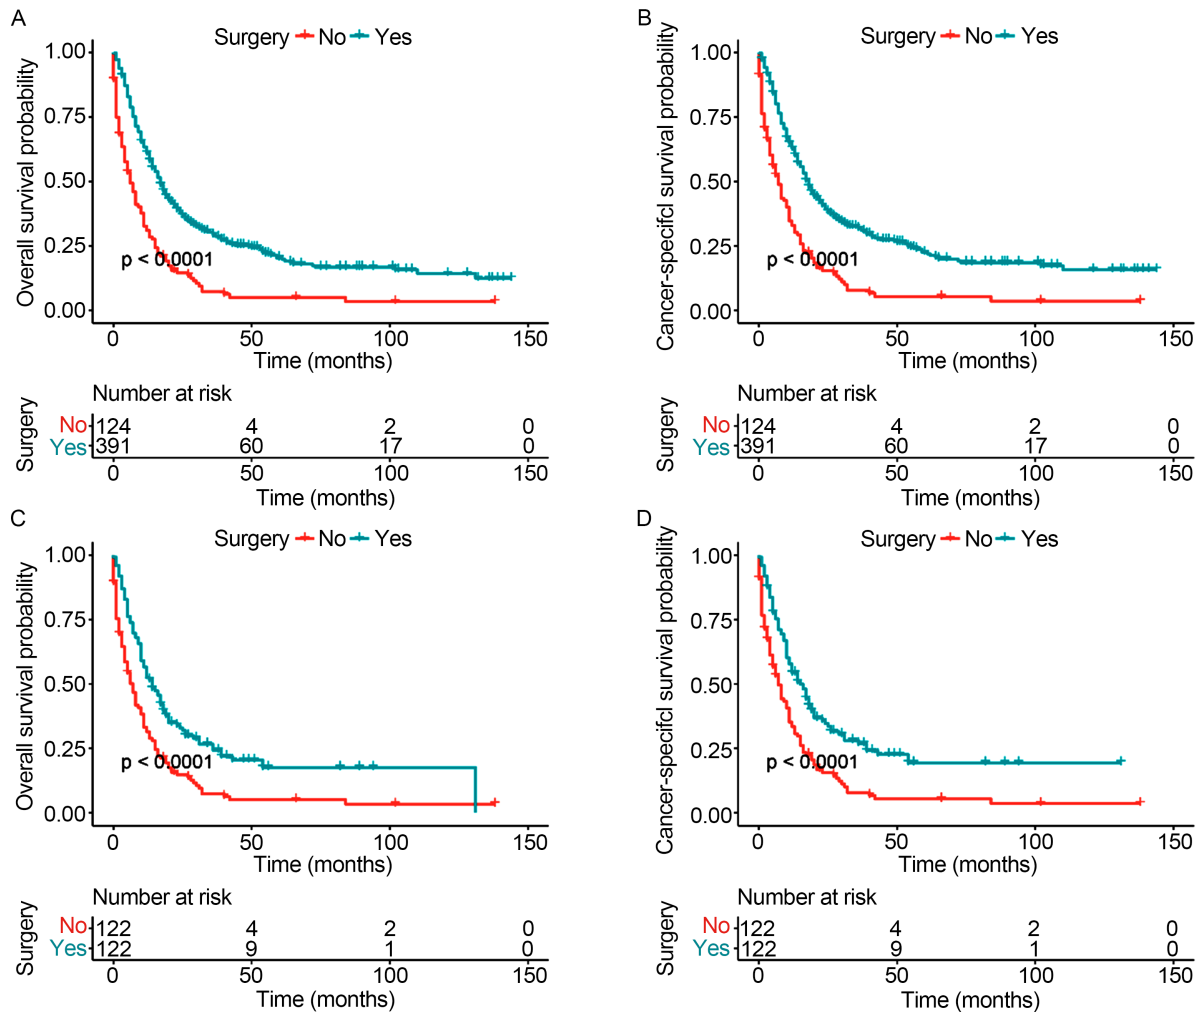 A
Surgery No Yes
Overall survival probability
1.00
0.75
0.50
0.25
0.00
p < 0.0001
0 50 100 150
Time (months)
Number at risk
Surgery
No 124 4 2 0
Yes 391 60 17 0
0 50 100 150
Time (months)
B
Surgery No Yes
Cancer-specifcl survival probability
1.00
0.75
0.50
0.25
0.00
p < 0.0001
0 50 100 150
Time (months)
Number at risk
Surgery
No 124 4 2 0
Yes 391 60 17 0
0 50 100 150
Time (months)
C
Surgery No Yes
Overall survival probability
1.00
0.75
0.50
0.25
0.00
p < 0.0001
0 50 100 150
Time (months)
Number at risk
Surgery
No 122 4 2 0
Yes 122 9 1 0
0 50 100 150
Time (months)
D
Surgery No Yes
Cancer-specifcl survival probability
1.00
0.75
0.50
0.25
0.00
p < 0.0001
0 50 100 150
Time (months)
Number at risk
Surgery
No 122 4 2 0
Yes 122 9 1 0
0 50 100 150
Time (months)